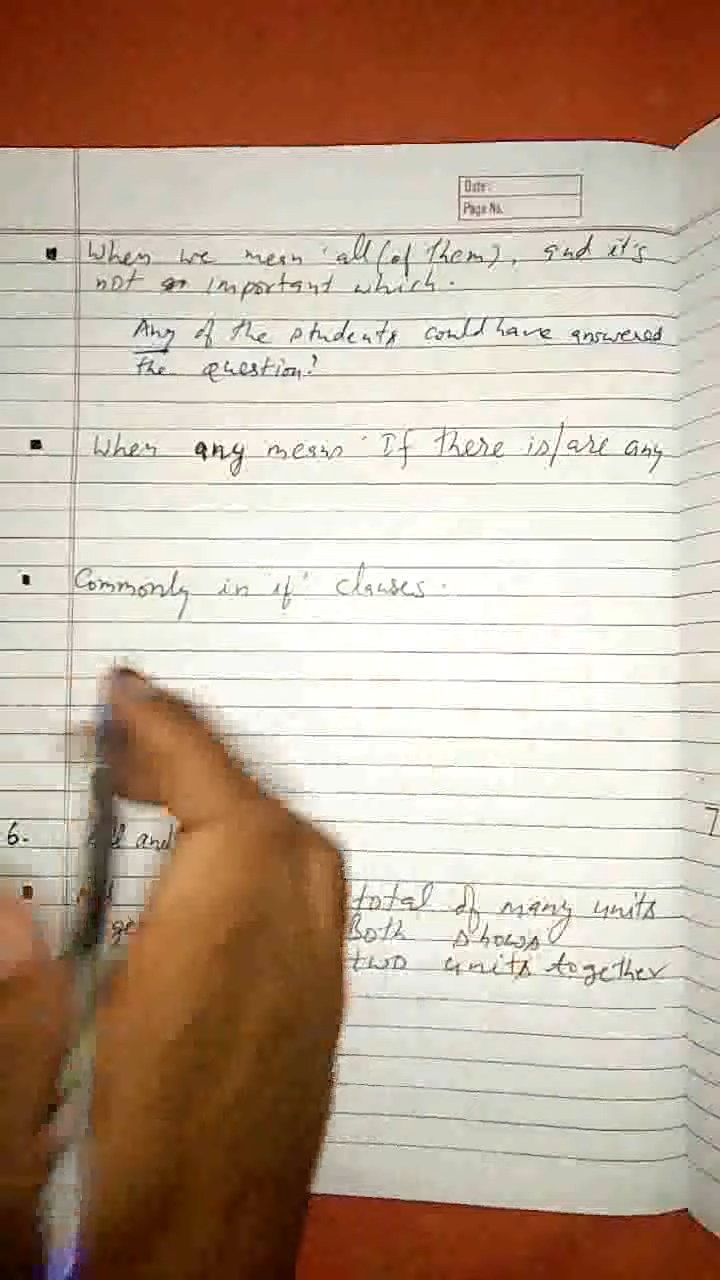 Date:
Page No.
When we mean 'all (of them), and it's
not important which.
Any of the students could have answered
the question?
When any means 'If there is/are any
Commonly in 'if' clauses.
6. and
total of many units
Both shows
two units together
7